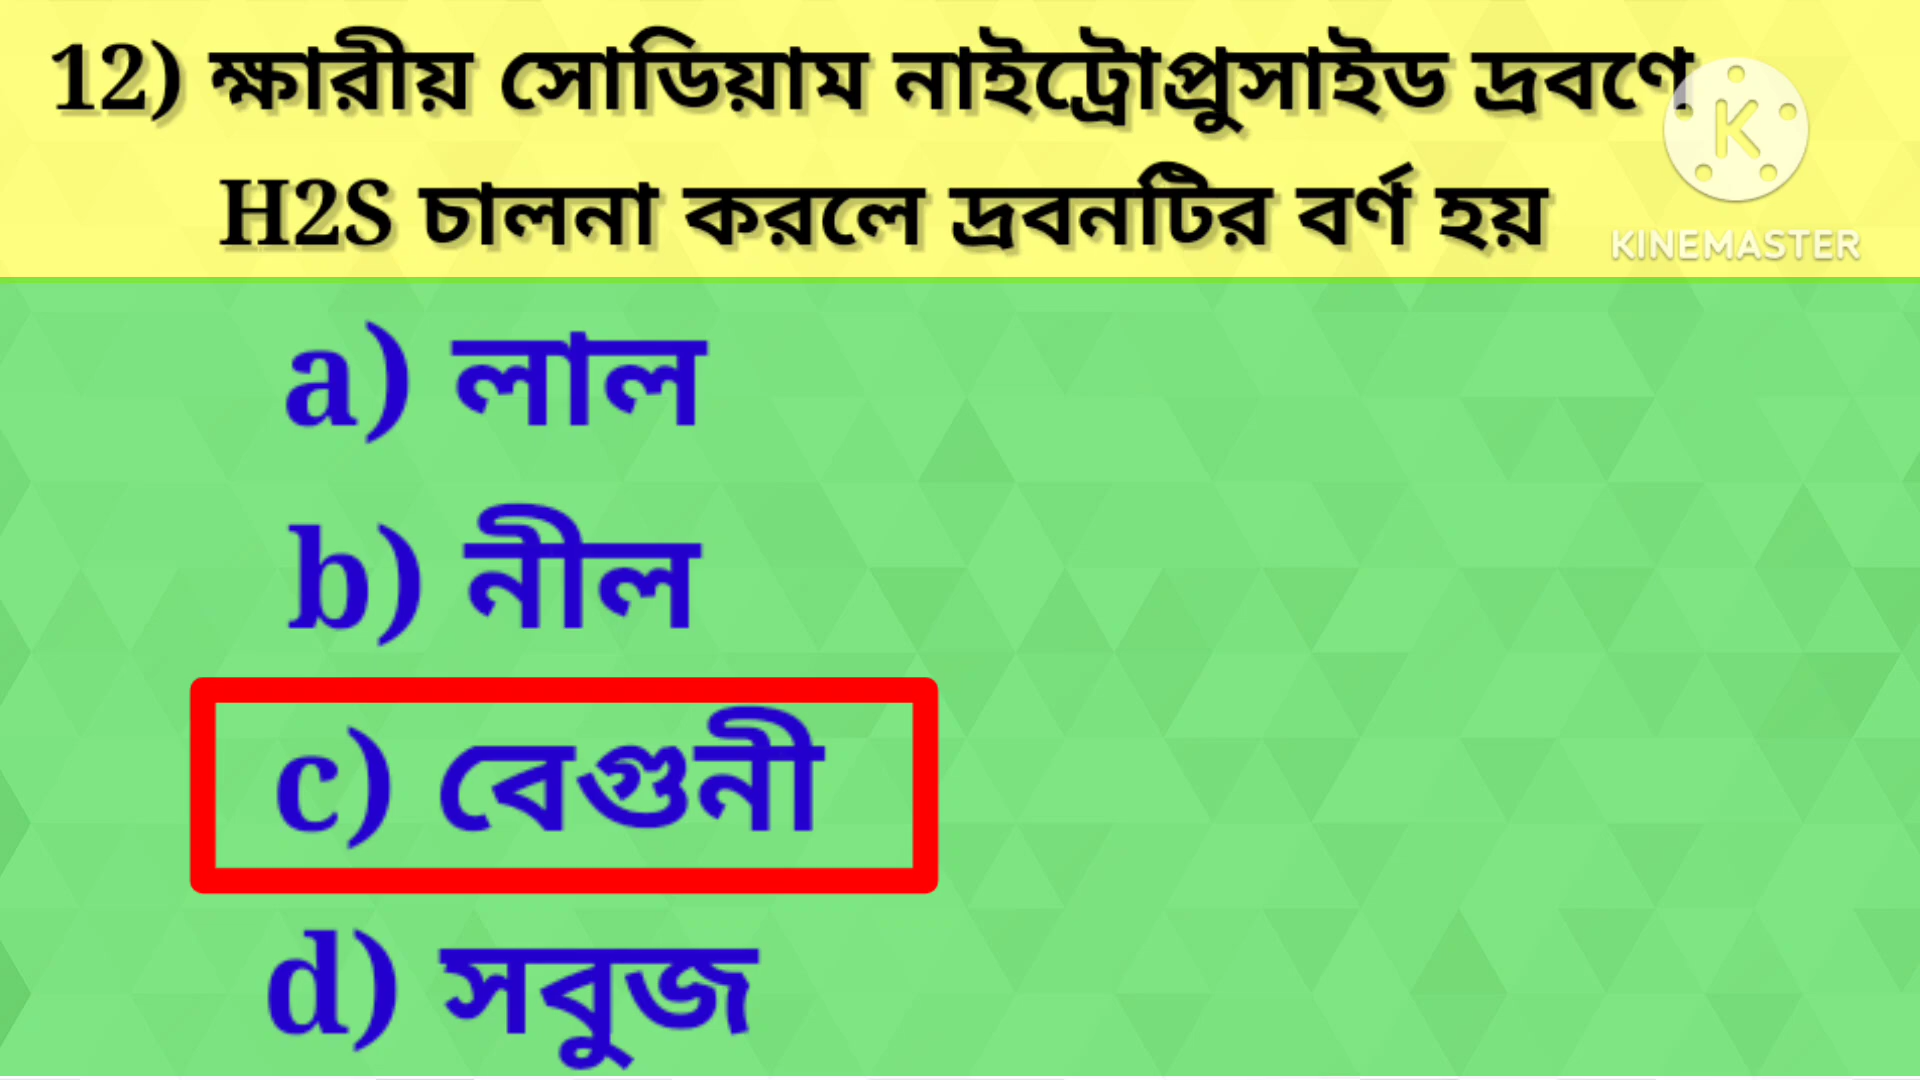 12) ক্ষারীয় সোডিয়াম নাইট্রোপ্রুসাইড দ্রবণে
H2S চালনা করলে দ্রবনটির বর্ণ হয়
K
KINEMASTER
a) লাল
b) নীল
c) বেগুনী
d) সবুজ